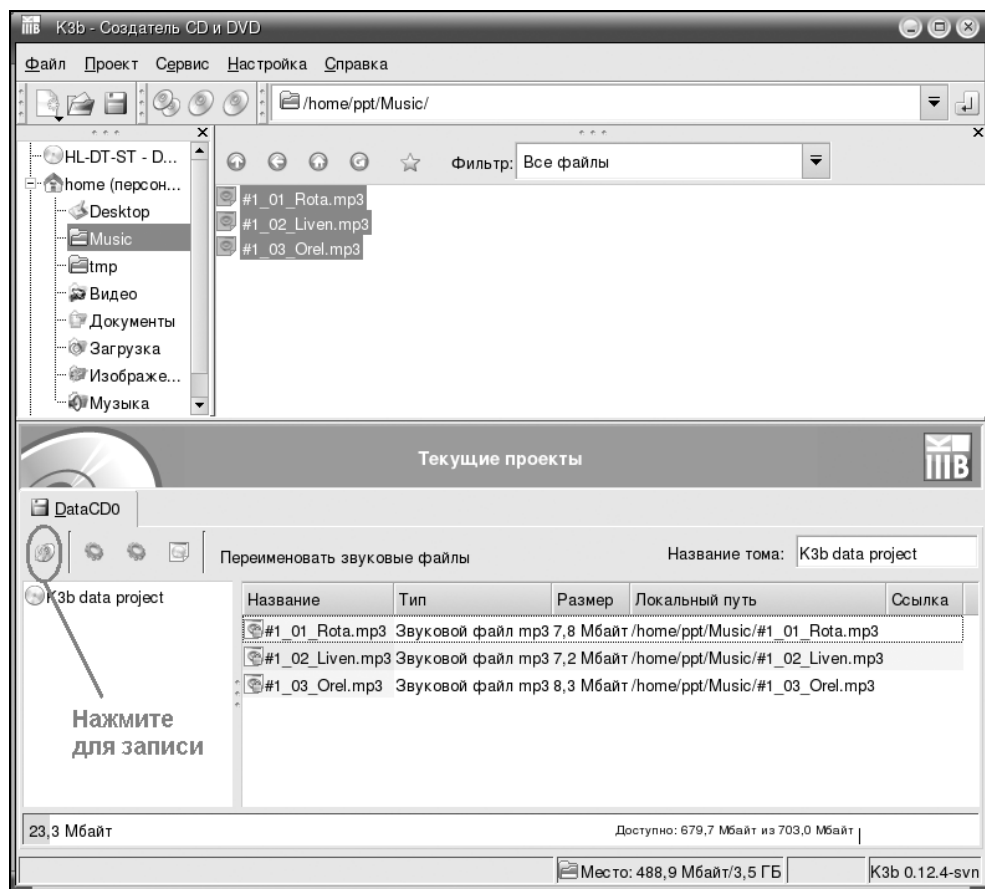 K3b - Создатель CD и DVD
Файл Проект Сервис Настройка Справка
/home/ppt/Music/
HL-DT-ST - D...
home (персон...
Desktop
Music
tmp
Видео
Документы
Загрузка
Изображе...
Музыка
Фильтр: Все файлы
#1_01_Rota.mp3
#1_02_Liven.mp3
#1_03_Orel.mp3
Текущие проекты
DataCD0
Переименовать звуковые файлы Название тома: K3b data project
K3b data project
Название Тип Размер Локальный путь Ссылка
#1_01_Rota.mp3 Звуковой файл mp3 7,8 Мбайт /home/ppt/Music/#1_01_Rota.mp3
#1_02_Liven.mp3 Звуковой файл mp3 7,2 Мбайт /home/ppt/Music/#1_02_Liven.mp3
#1_03_Orel.mp3 Звуковой файл mp3 8,3 Мбайт /home/ppt/Music/#1_03_Orel.mp3
Нажмите
для записи
23,3 Мбайт Доступно: 679,7 Мбайт из 703,0 Мбайт
Место: 488,9 Мбайт/3,5 ГБ K3b 0.12.4-svn